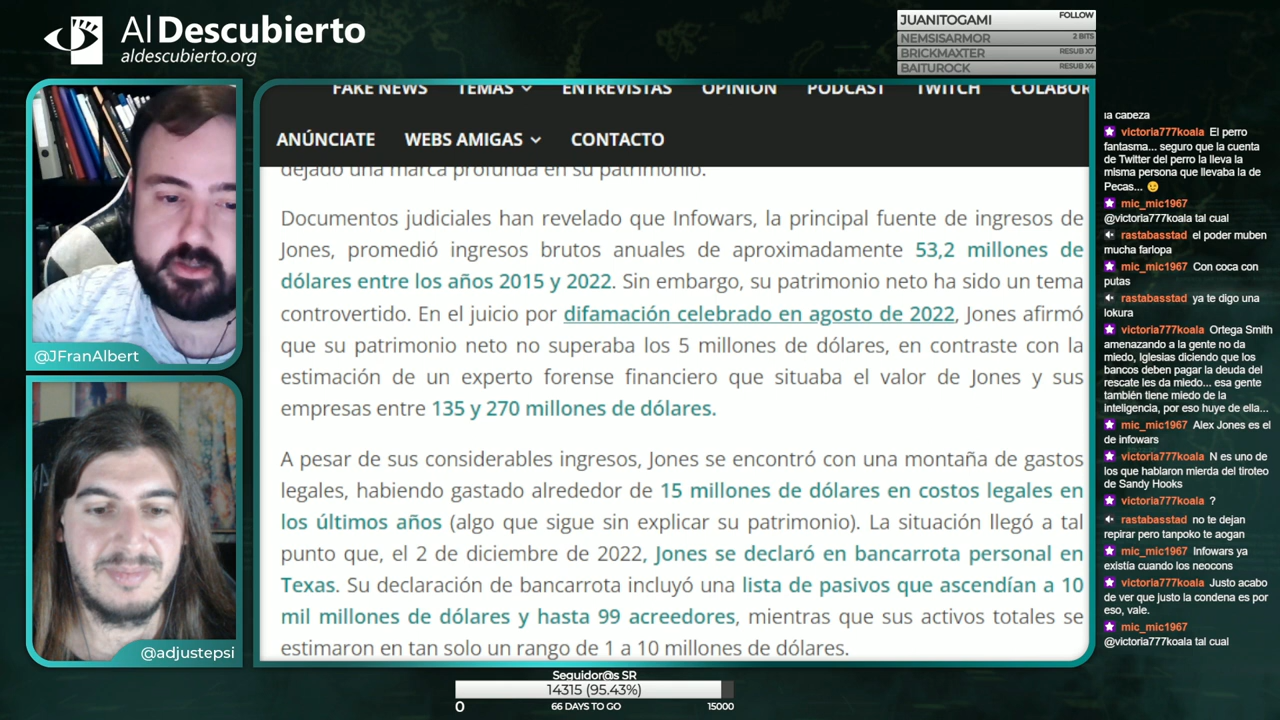 Al Descubierto
aldescubierto.org
JUANITOGAMI FOLLOW
NEMSISARMOR 2 BITS
BRICKMAXTER RESUB X7
BAITUROCK RESUB X4
FAKE NEWS TEMAS ENTREVISTAS OPINIÓN PODCAST TWITCH COLABOR
ANÚNCIATE WEBS AMIGAS CONTACTO
dejado una marca profunda en su patrimonio.
Documentos judiciales han revelado que Infowars, la principal fuente de ingresos de
Jones, promedió ingresos brutos anuales de aproximadamente 53,2 millones de
dólares entre los años 2015 y 2022. Sin embargo, su patrimonio neto ha sido un tema
controvertido. En el juicio por difamación celebrado en agosto de 2022, Jones afirmó
que su patrimonio neto no superaba los 5 millones de dólares, en contraste con la
estimación de un experto forense financiero que situaba el valor de Jones y sus
empresas entre 135 y 270 millones de dólares.
A pesar de sus considerables ingresos, Jones se encontró con una montaña de gastos
legales, habiendo gastado alrededor de 15 millones de dólares en costos legales en
los últimos años (algo que sigue sin explicar su patrimonio). La situación llegó a tal
punto que, el 2 de diciembre de 2022, Jones se declaró en bancarrota personal en
Texas. Su declaración de bancarrota incluyó una lista de pasivos que ascendían a 10
mil millones de dólares y hasta 99 acreedores, mientras que sus activos totales se
estimaron en tan solo un rango de 1 a 10 millones de dólares.
@JFranAlbert
@adjustepsi
la cabeza
victoria777koala El perro
fantasma... seguro que la cuenta
de Twitter del perro la lleva la
misma persona que llevaba la de
Pecas...
mic_mic1967
@victoria777koala tal cual
rastabasstad el poder muben
mucha farlopa
mic_mic1967 Con coca con
putas
rastabasstad ya te digo una
lokura
victoria777koala Ortega Smith
amenazando a la gente no da
miedo, Iglesias diciendo que los
bancos deben pagar la deuda del
rescate les da miedo... esa gente
también tiene miedo de la
inteligencia, por eso huye de ella...
mic_mic1967 Alex Jones es el
de infowars
victoria777koala N es uno de
los que hablaron mierda del tiroteo
de Sandy Hooks
victoria777koala ?
rastabasstad no te dejan
repirar pero tanpoko te aogan
mic_mic1967 Infowars ya
existía cuando los neocons
victoria777koala Justo acabo
de ver que justo la condena es por
eso, vale.
mic_mic1967
@victoria777koala tal cual
Seguidor@s SR
14315 (95.43%)
0 66 DAYS TO GO 15000